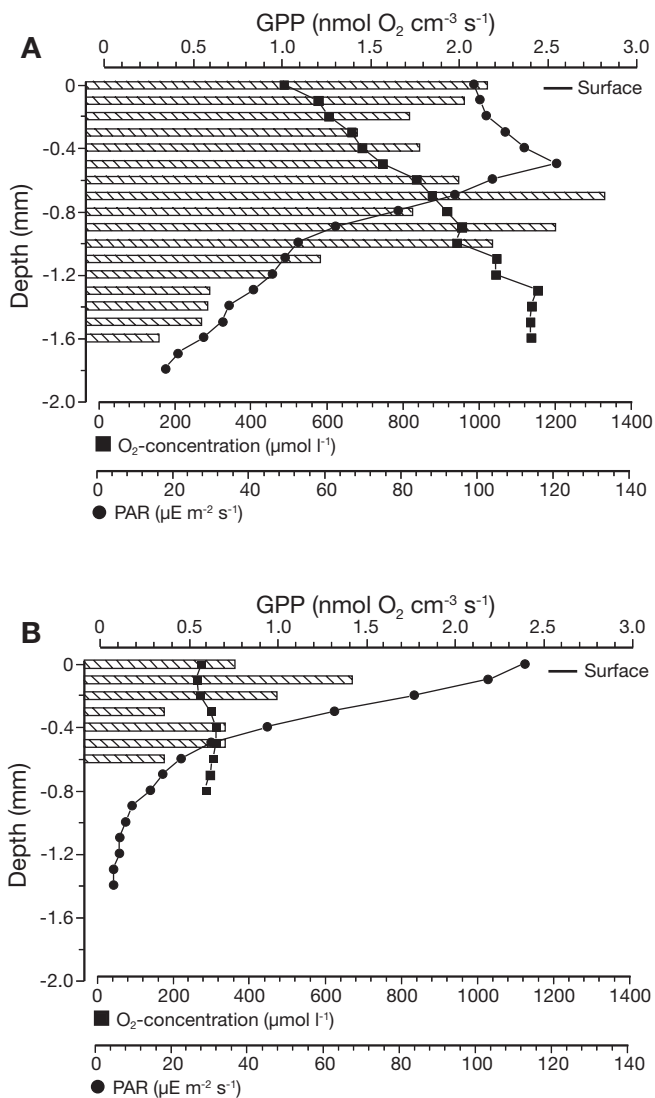 A
GPP (nmol O₂ cm⁻³ s⁻¹)
0 0.5 1.0 1.5 2.0 2.5 3.0
Surface
0
-0.4
-0.8
-1.2
-1.6
-2.0
Depth (mm)
0 200 400 600 800 1000 1200 1400
O₂-concentration (µmol l⁻¹)
0 20 40 60 80 100 120 140
PAR (µE m⁻² s⁻¹)
B
GPP (nmol O₂ cm⁻³ s⁻¹)
0 0.5 1.0 1.5 2.0 2.5 3.0
Surface
0
-0.4
-0.8
-1.2
-1.6
-2.0
Depth (mm)
0 200 400 600 800 1000 1200 1400
O₂-concentration (µmol l⁻¹)
0 20 40 60 80 100 120 140
PAR (µE m⁻² s⁻¹)